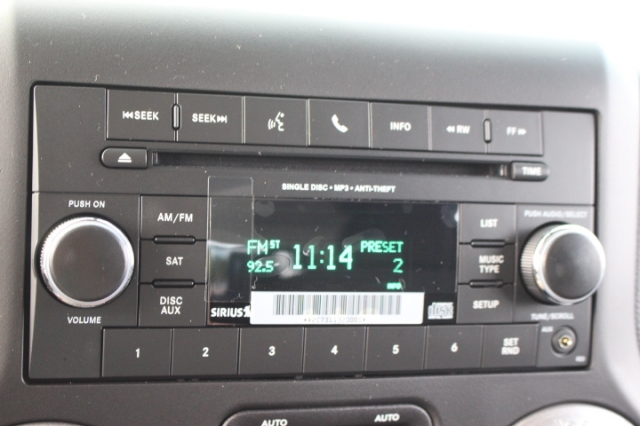 SEEK
SEEK
INFO
RW
FF
TIME
SINGLE DISC • MP3 • ANTI-THEFT
PUSH ON
VOLUME
AM/FM
SAT
DISC
AUX
FM ST
92.5
11:14
PRESET
2
SIRIUS
LIST
MUSIC
TYPE
SETUP
PUSH AUDIO/SELECT
TUNE/SCROLL
AUX
1
2
3
4
5
6
SET
RND
AUTO
AUTO